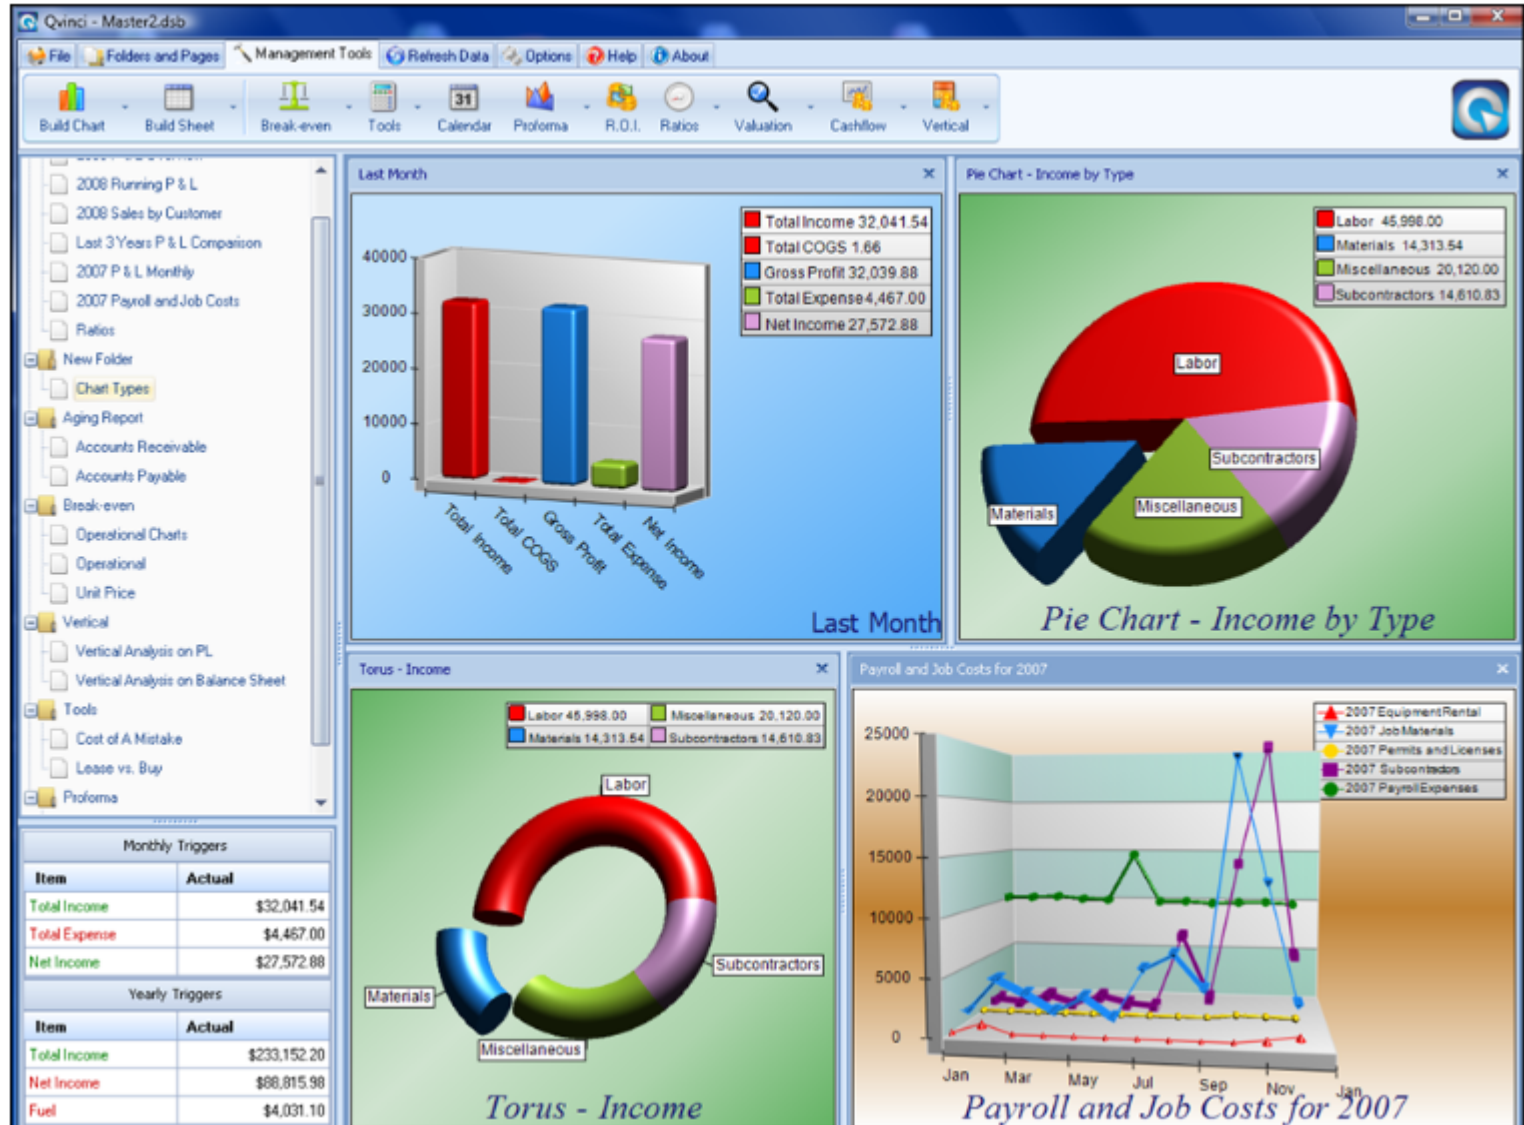 Qvinci - Master2.dsb
File Folders and Pages Management Tools Refresh Data Options Help About
Build Chart Build Sheet Break-even Tools Calendar Proforma R.O.I. Ratios Valuation Cashflow Vertical
31
2008 Running P & L
2008 Sales by Customer
Last 3 Years P & L Comparison
2007 P & L Monthly
2007 Payroll and Job Costs
Ratios
New Folder
Chart Types
Aging Report
Accounts Receivable
Accounts Payable
Break-even
Operational Charts
Operational
Unit Price
Vertical
Vertical Analysis on PL
Vertical Analysis on Balance Sheet
Tools
Cost of A Mistake
Lease vs. Buy
Proforma
Monthly Triggers
Item Actual
Total Income $32,041.54
Total Expense $4,467.00
Net Income $27,572.88
Yearly Triggers
Item Actual
Total Income $233,152.20
Net Income $88,815.98
Fuel $4,031.10
Last Month
Total Income 32,041.54
Total COGS 1.66
Gross Profit 32,039.88
Total Expense 4,467.00
Net Income 27,572.88
40000
30000
20000
10000
0
Total Income
Total COGS
Gross Profit
Total Expense
Net Income
Last Month
Pie Chart - Income by Type
Labor 45,998.00
Materials 14,313.54
Miscellaneous 20,120.00
Subcontractors 14,610.83
Labor
Subcontractors
Miscellaneous
Materials
Pie Chart - Income by Type
Torus - Income
Labor 45,998.00 Miscellaneous 20,120.00
Materials 14,313.54 Subcontractors 14,610.83
Labor
Subcontractors
Materials
Miscellaneous
Torus - Income
Payroll and Job Costs for 2007
2007 Equipment Rental
2007 Job Materials
2007 Permits and Licenses
2007 Subcontractors
2007 Payroll Expenses
25000
20000
15000
10000
5000
0
Jan Mar May Jul Sep Nov Jan
Payroll and Job Costs for 2007